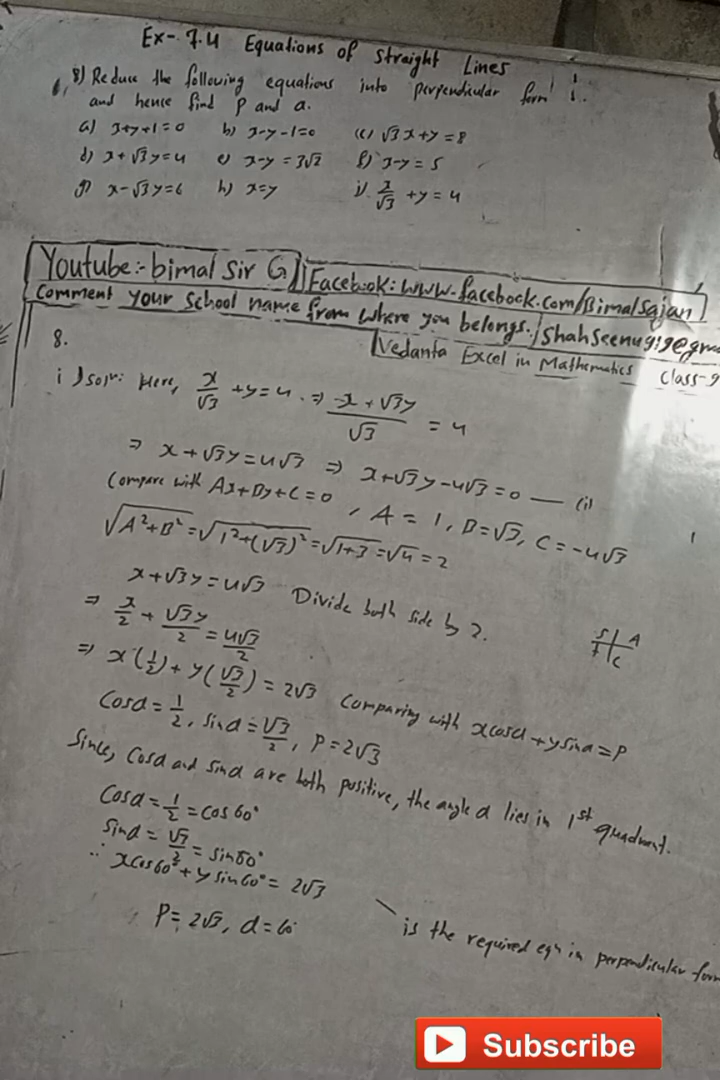 Ex- 7.4 Equations of Straight Lines
8) Reduce the following equations into perpendicular form
and hence find P and α.
a) x+y+1=0 b) x-y-1=0 (c) √3x+y=8
d) x+√3y=4 e) x-y=3√2 f) x-y=5
g) x-√3y=6 h) x=y i) x/√3 +y=4
Youtube:- bimal Sir G Facebook: www.facebook.com/Bimalsajan
Comment your school name from where you belongs. / Shahseenu919@gm
Vedanta Excel in Mathematics Class-9
8.
i) Solⁿ: Here, x/√3 +y=4 ⇒ (x+√3y)/√3 = 4
⇒ x+√3y=4√3 ⇒ x+√3y-4√3=0 — (i)
Compare with Ax+By+C=0, A=1, B=√3, C=-4√3
√(A²+B²)=√(1²+(√3)²)=√(1+3)=√4=2
x+√3y=4√3 Divide both side by 2.
⇒ x/2 + √3y/2 = 4√3/2
S A
T C
⇒ x(1/2)+y(√3/2)=2√3 Comparing with xcosα+ysinα=P
Cosα=1/2, sinα=√3/2, P=2√3
Since, Cosα and Sinα are both positive, the angle α lies in 1st quadrant.
Cosα=1/2=cos60°
Sinα=√3/2=sin60°
∴ xcos60°+ysin60°=2√3
is the required eqn in perpendicular form
P=2√3, α=60°
Subscribe